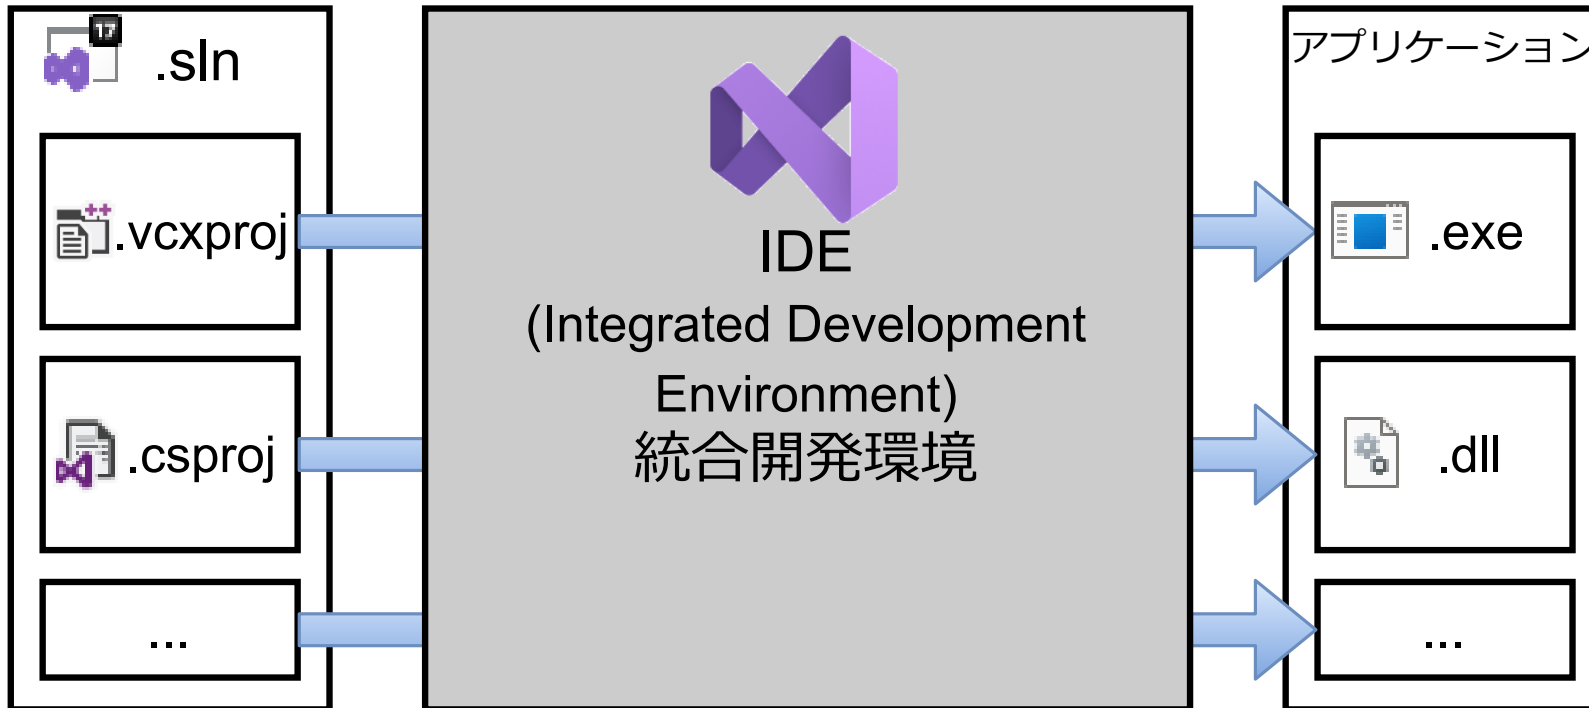 17
.sln
.vcxproj
.csproj
...
IDE
(Integrated Development
Environment)
統合開発環境
アプリケーション
.exe
.dll
...